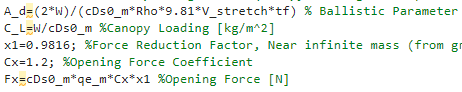 A_d=(2*W)/(cDs0_m*Rho*9.81*V_stretch*tf) % Ballistic Parameter
C_L=W/cDs0_m %Canopy Loading [kg/m^2]
x1=0.9816; %Force Reduction Factor, Near infinite mass (from gr
Cx=1.2; %Opening Force Coefficient
Fx=cDs0_m*qe_m*Cx*x1 %Opening Force [N]